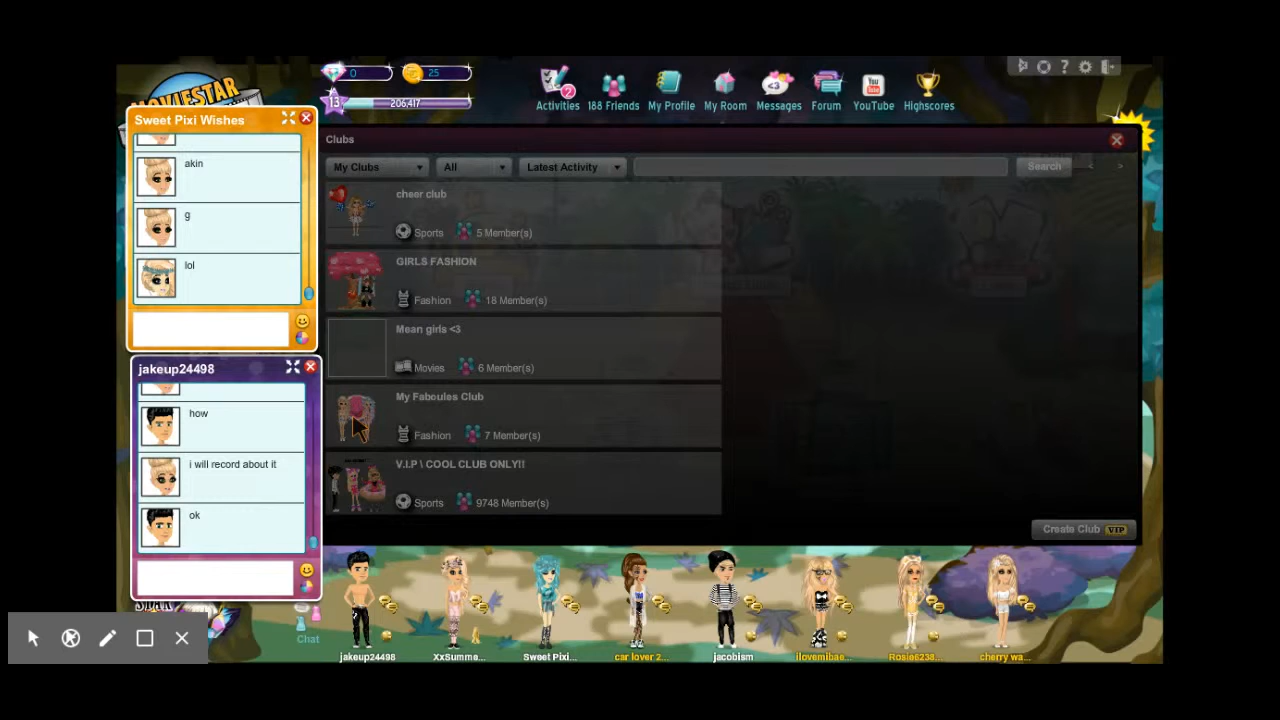 MOVIESTAR
0
25
13
206,417
Activities
188 Friends
My Profile
My Room
Messages
Forum
YouTube
Highscores
Sweet Pixi Wishes
akin
g
lol
jakeup24498
how
i will record about it
ok
Clubs
My Clubs
All
Latest Activity
Search
cheer club
Sports
5 Member(s)
GIRLS FASHION
Fashion
18 Member(s)
Mean girls <3
Movies
6 Member(s)
My Faboules Club
Fashion
7 Member(s)
V.I.P \ COOL CLUB ONLY!!
Sports
9748 Member(s)
Create Club VIP
Chat
jakeup24498
XxSumme...
Sweet Pixi...
car lover 2...
jacobism
ilovemibae...
Rosie6238...
cherry wa...